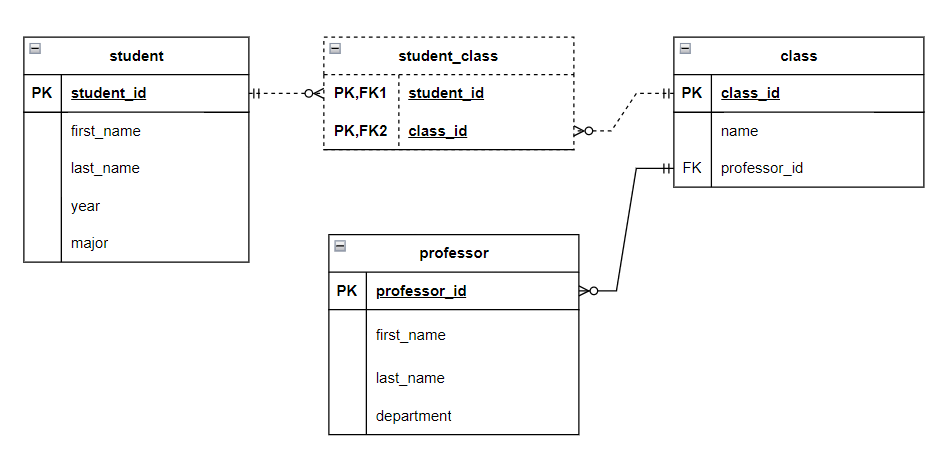 student
PK student_id
first_name
last_name
year
major
student_class
PK,FK1 student_id
PK,FK2 class_id
class
PK class_id
name
FK professor_id
professor
PK professor_id
first_name
last_name
department